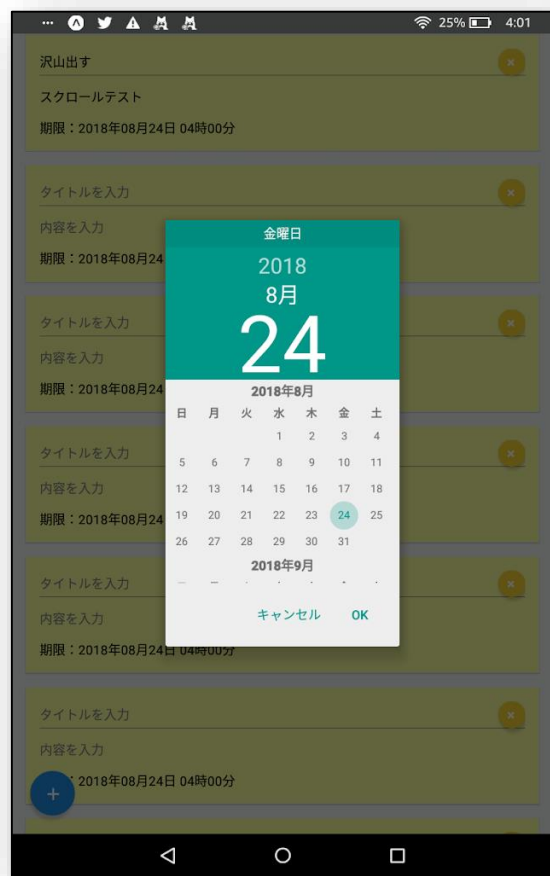 25% 4:01
沢山出す
スクロールテスト
期限：2018年08月24日 04時00分
タイトルを入力
内容を入力
期限：2018年08月24
タイトルを入力
内容を入力
期限：2018年08月24
タイトルを入力
内容を入力
期限：2018年08月24
タイトルを入力
内容を入力
期限：2018年08月24日 04時00分
タイトルを入力
内容を入力
2018年08月24日 04時00分
金曜日
2018
8月
24
2018年8月
日 月 火 水 木 金 土
1 2 3 4
5 6 7 8 9 10 11
12 13 14 15 16 17 18
19 20 21 22 23 24 25
26 27 28 29 30 31
2018年9月
キャンセル OK